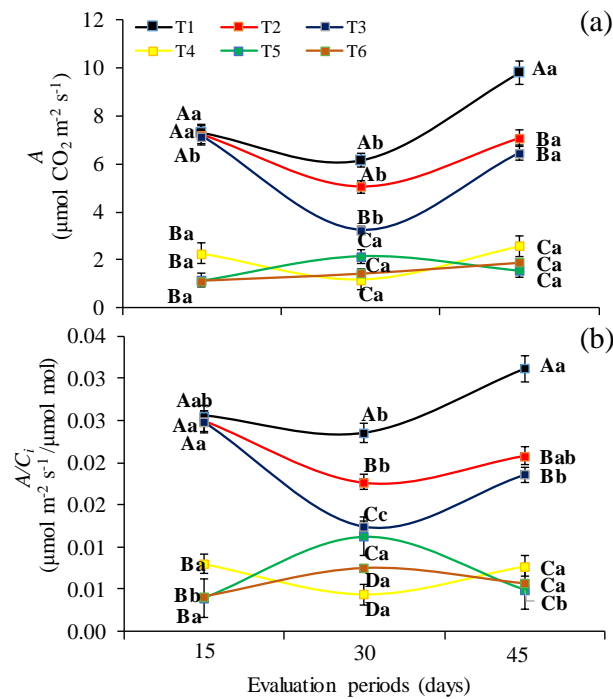 (a)
T1 T2 T3
T4 T5 T6
12
10
8
6
4
2
0
A
(µmol CO2 m-2 s-1)
Aa
Aa
Ab
Ba
Ba
Ba
Ab
Ab
Bb
Ca
Ca
Ca
Aa
Ba
Ba
Ca
Ca
Ca
(b)
0.04
0.03
0.03
0.02
0.02
0.01
0.01
0.00
A/Ci
(µmol m-2 s-1/µmol mol)
Aab
Aa
Aa
Ba
Bb
Ba
Ab
Bb
Cc
Ca
Da
Da
Aa
Bab
Bb
Ca
Ca
Cb
15 30 45
Evaluation periods (days)